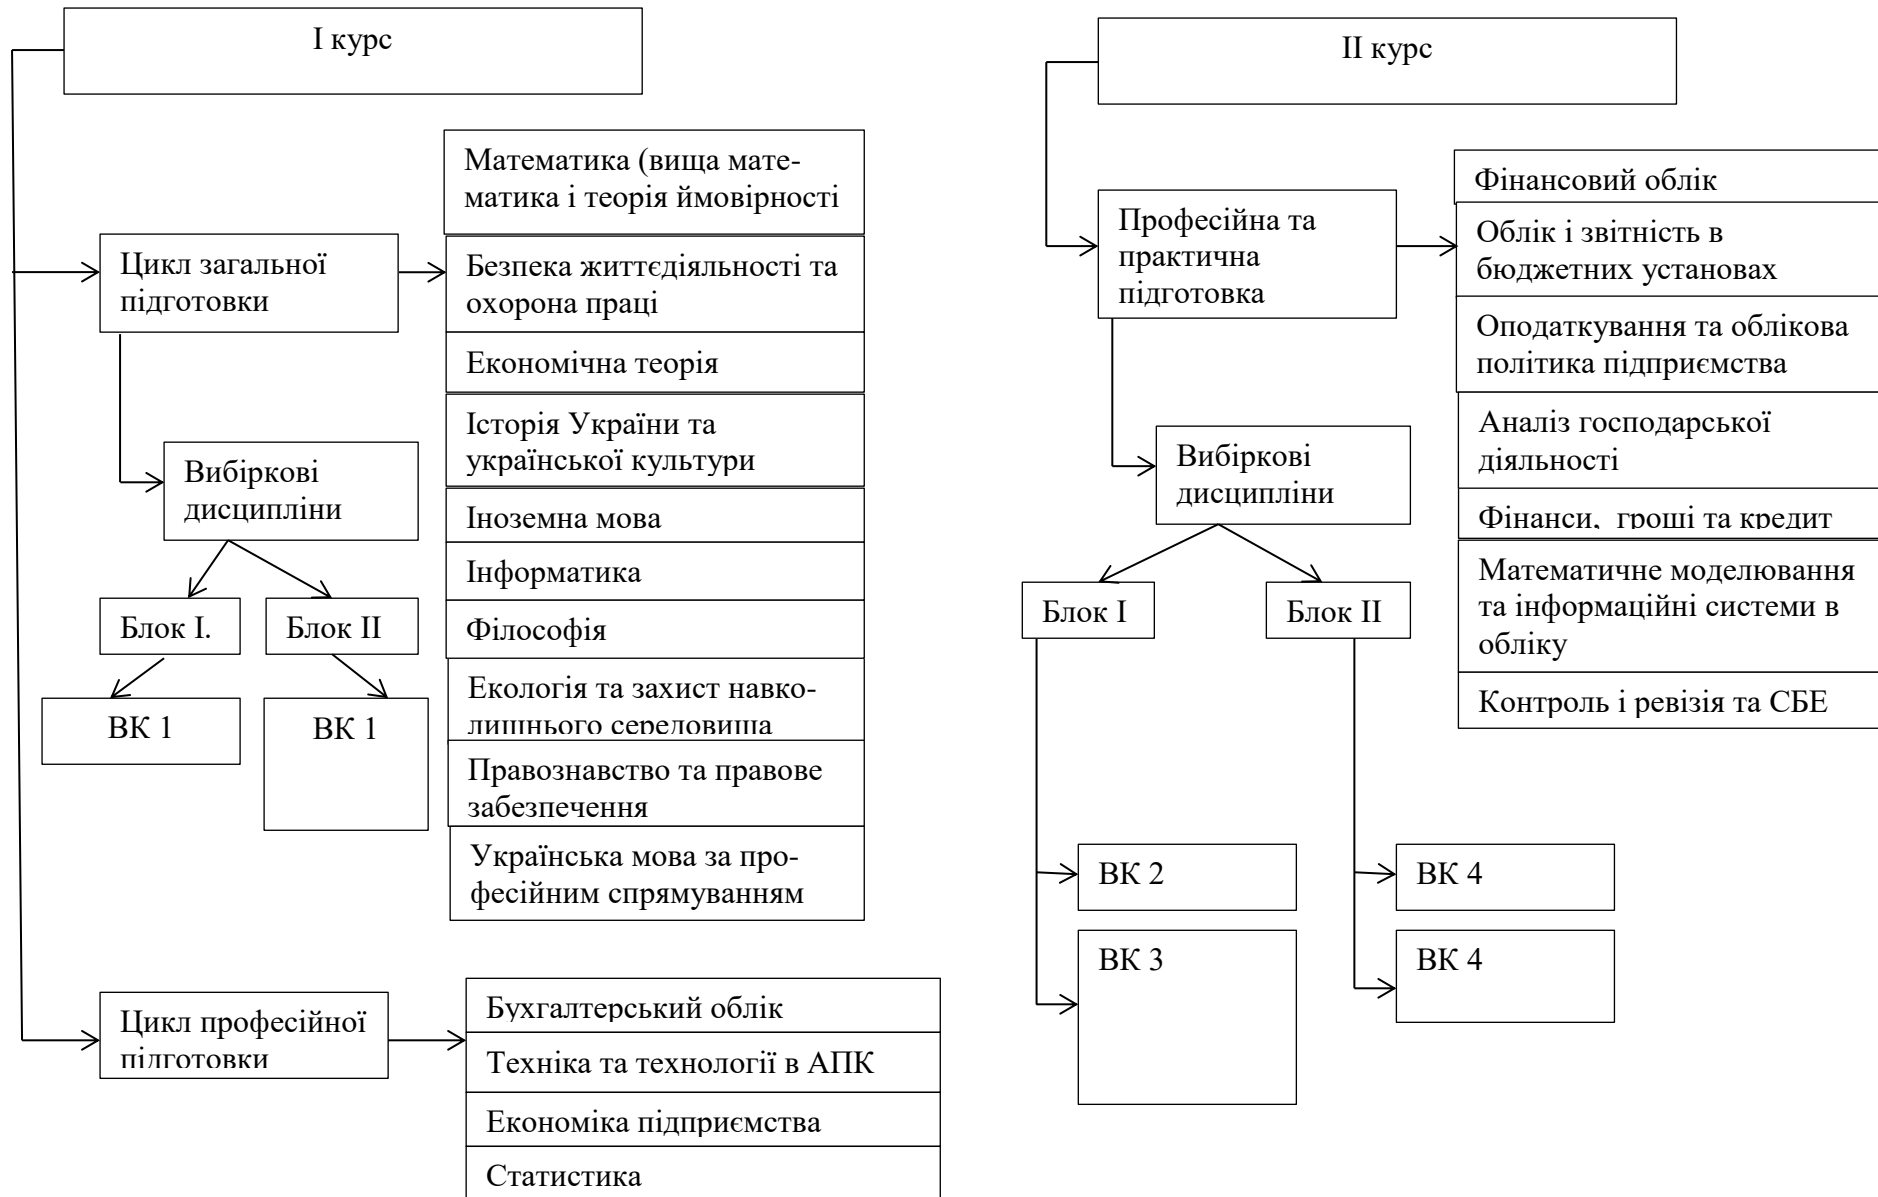 І курс
Математика (вища мате-
матика і теорія ймовірності
Цикл загальної
підготовки
Безпека життєдіяльності та
охорона праці
Економічна теорія
Історія України та
української культури
Вибіркові
дисципліни
Іноземна мова
Інформатика
Блок І.
Блок ІІ
Філософія
ВК 1
ВК 1
Екологія та захист навко-
лишнього середовища
Правознавство та правове
забезпечення
Українська мова за про-
фесійним спрямуванням
Цикл професійної
підготовки
Бухгалтерський облік
Техніка та технології в АПК
Економіка підприємства
Статистика
ІІ курс
Фінансовий облік
Професійна та
практична
підготовка
Облік і звітність в
бюджетних установах
Оподаткування та облікова
політика підприємства
Вибіркові
дисципліни
Аналіз господарської
діяльності
Фінанси, гроші та кредит
Блок І
Блок ІІ
Математичне моделювання
та інформаційні системи в
обліку
Контроль і ревізія та СБЕ
ВК 2
ВК 4
ВК 3
ВК 4